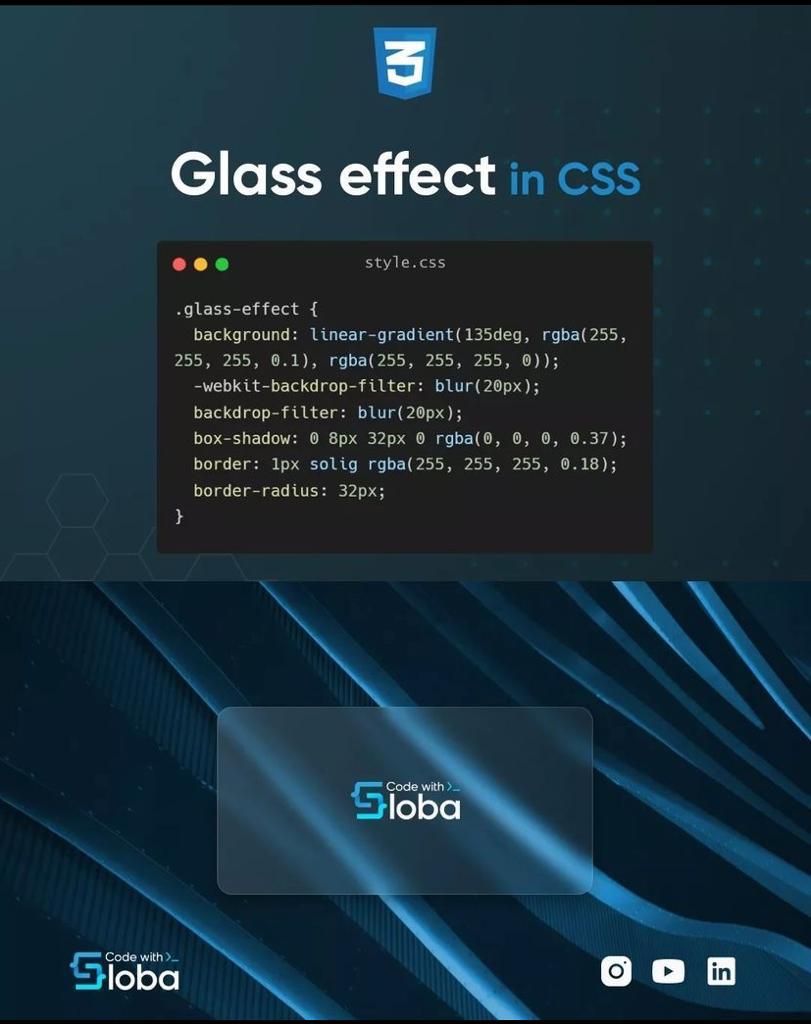 3
Glass effect in CSS
style.css
.glass-effect {
background: linear-gradient(135deg, rgba(255,
255, 255, 0.1), rgba(255, 255, 255, 0));
-webkit-backdrop-filter: blur(20px);
backdrop-filter: blur(20px);
box-shadow: 0 8px 32px 0 rgba(0, 0, 0, 0.37);
border: 1px solig rgba(255, 255, 255, 0.18);
border-radius: 32px;
}
Code with >_
Sloba
Code with >_
Sloba
in